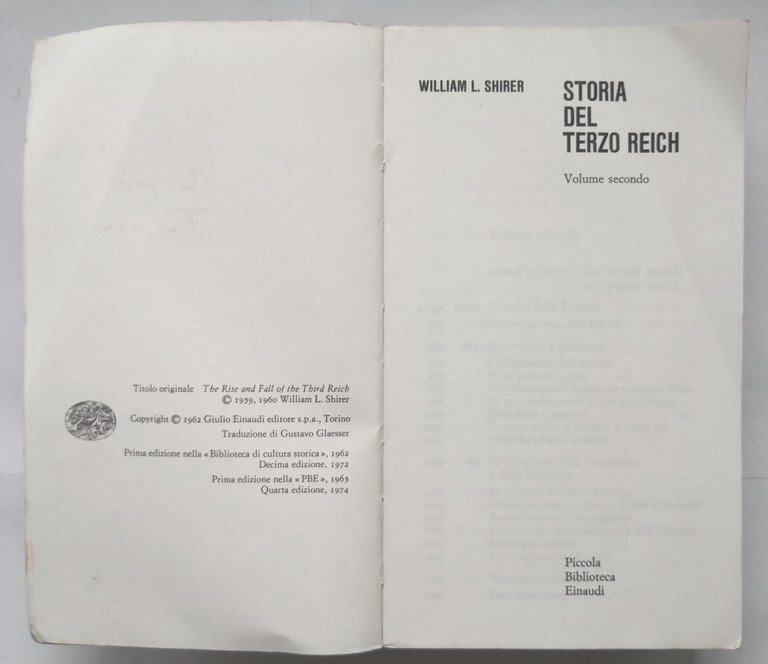 Titolo originale The Rise and Fall of the Third Reich
© 1959, 1960 William L. Shirer
Copyright © 1962 Giulio Einaudi editore s.p.a., Torino
Traduzione di Gustavo Glaesser
Prima edizione nella «Biblioteca di cultura storica», 1962
Decima edizione, 1972
Prima edizione nella «PBE», 1965
Quarta edizione, 1974
WILLIAM L. SHIRER
STORIA
DEL
TERZO REICH
Volume secondo
Volume secondo
Piccola
Biblioteca
Einaudi